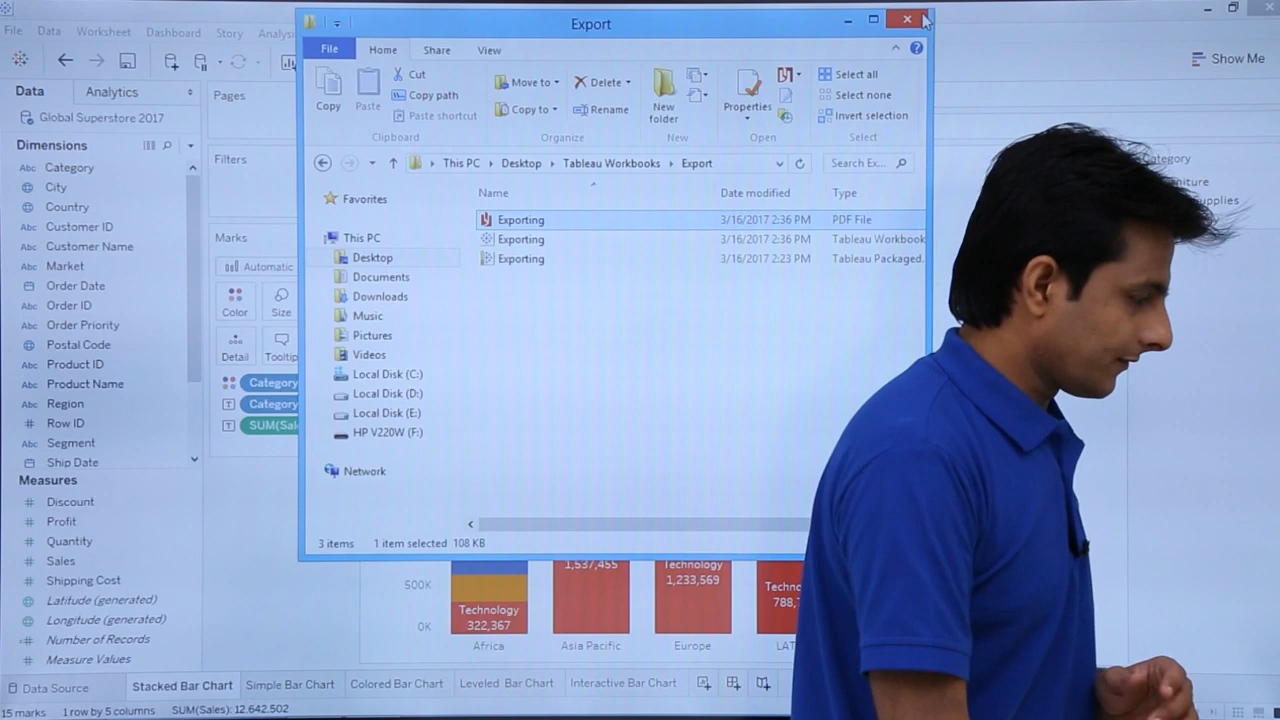 Export
File Data Worksheet Dashboard Story
File Home Share View
Show Me
Copy Paste Cut Copy path Paste shortcut
Move to Copy to Delete Rename
New folder Properties
Select all Select none Invert selection
Clipboard Organize New Open Select
Data Analytics
Global Superstore 2017
Pages
This PC Desktop Tableau Workbooks Export Search Ex...
Dimensions
Abc Category
City
Country
Abc Customer ID
Abc Customer Name
Abc Market
Order Date
Abc Order ID
Abc Order Priority
Postal Code
Abc Product ID
Abc Product Name
Abc Region
# Row ID
Abc Segment
Ship Date
Measures
# Discount
# Profit
# Quantity
# Sales
# Shipping Cost
Latitude (generated)
Longitude (generated)
Number of Records
# Measure Values
Filters
Marks
Automatic
Color Size
Detail
Category
Category
Favorites
This PC
Desktop
Documents
Downloads
Music
Pictures
Videos
Local Disk (C:)
Local Disk (D:)
Local Disk (E:)
HP V220W (F:)
Network
Name Date modified Type
Exporting 3/16/2017 2:36 PM PDF File
Exporting 3/16/2017 2:36 PM Tableau Workbook
Exporting 3/16/2017 2:23 PM Tableau Packaged.
3 items 1 item selected 108 KB
500K
0K
Technology
322,367
1,537,455
Technology
1,233,569
Africa Asia Pacific Europe
Data Source Stacked Bar Chart Simple Bar Chart Colored Bar Chart Leveled Bar Chart Interactive Bar Chart
15 marks 1 row by 5 columns SUM(Sales): 12.642.502